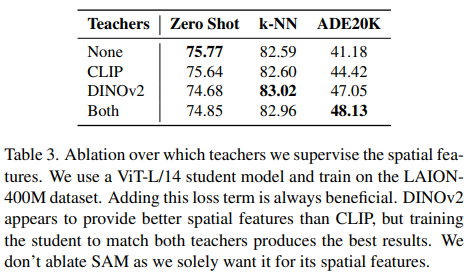 Teachers Zero Shot k-NN ADE20K
None 75.77 82.59 41.18
CLIP 75.64 82.60 44.42
DINOv2 74.68 83.02 47.05
Both 74.85 82.96 48.13
Table 3. Ablation over which teachers we supervise the spatial fea-
tures. We use a ViT-L/14 student model and train on the LAION-
400M dataset. Adding this loss term is always beneficial. DINOv2
appears to provide better spatial features than CLIP, but training
the student to match both teachers produces the best results. We
don't ablate SAM as we solely want it for its spatial features.